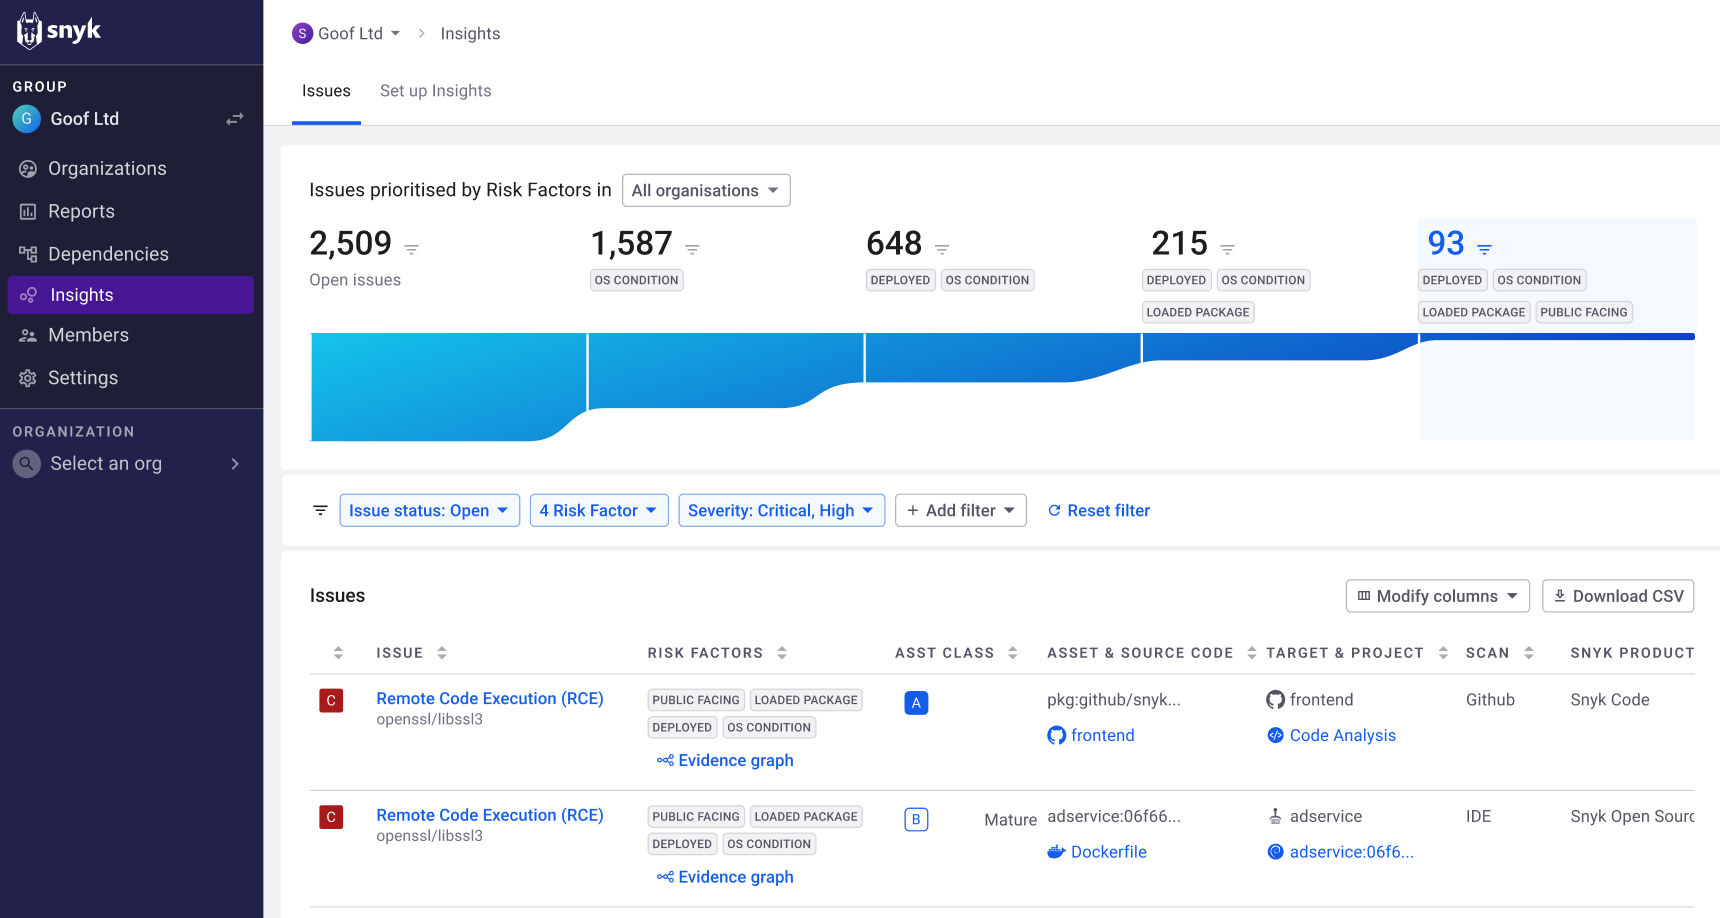 snyk
GROUP
G Goof Ltd
Organizations
Reports
Dependencies
Insights
Members
Settings
ORGANIZATION
Select an org
S Goof Ltd > Insights
Issues Set up Insights
Issues prioritised by Risk Factors in All organisations
2,509
Open issues
1,587
OS CONDITION
648
DEPLOYED OS CONDITION
215
DEPLOYED OS CONDITION
LOADED PACKAGE
93
DEPLOYED OS CONDITION
LOADED PACKAGE PUBLIC FACING
Issue status: Open 4 Risk Factor Severity: Critical, High + Add filter Reset filter
Issues Modify columns Download CSV
ISSUE RISK FACTORS ASST CLASS ASSET & SOURCE CODE TARGET & PROJECT SCAN SNYK PRODUCT
C Remote Code Execution (RCE) PUBLIC FACING LOADED PACKAGE A pkg:github/snyk... frontend Github Snyk Code
openssl/libssl3 DEPLOYED OS CONDITION frontend Code Analysis
Evidence graph
C Remote Code Execution (RCE) PUBLIC FACING LOADED PACKAGE B Mature adservice:06f66... adservice IDE Snyk Open Sourc
openssl/libssl3 DEPLOYED OS CONDITION Dockerfile adservice:06f6...
Evidence graph